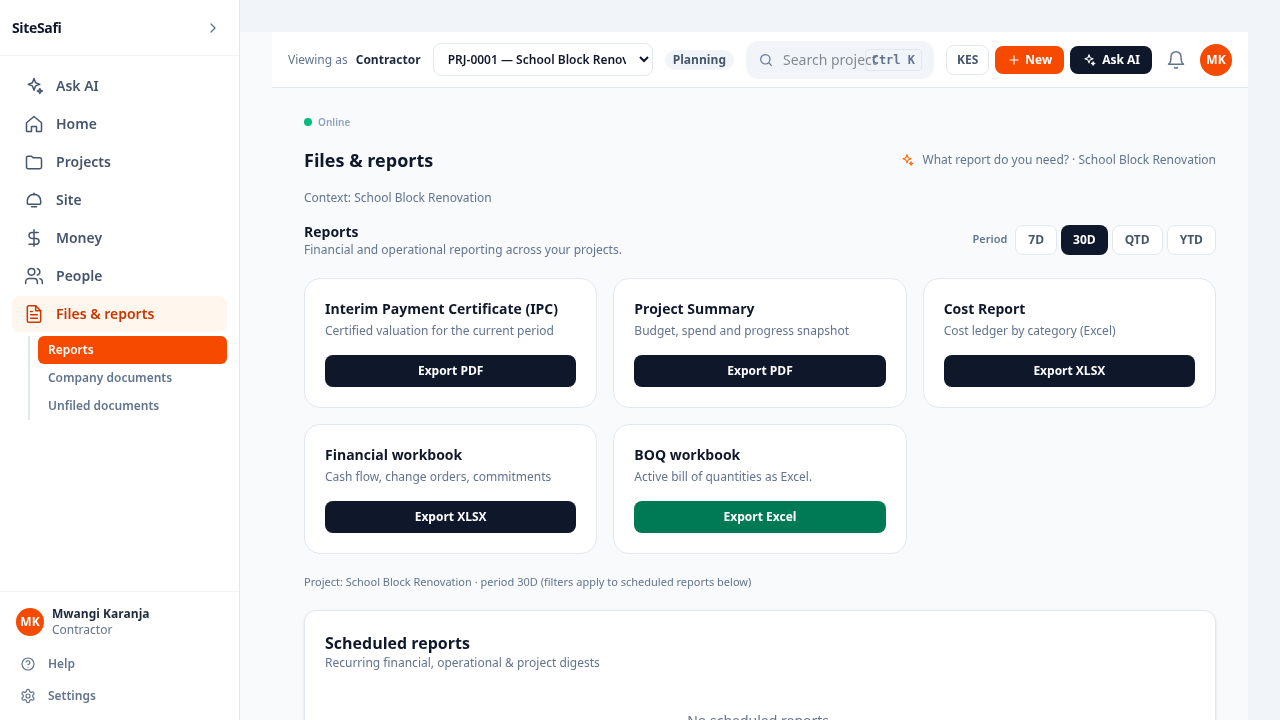 SiteSafi
Ask AI
Home
Projects
Site
Money
People
Files & reports
Reports
Company documents
Unfiled documents
Mwangi Karanja
Contractor
MK
Help
Settings
Viewing as Contractor
PRJ-0001 — School Block Renov
Planning
Search project
Ctrl K
KES
New
Ask AI
MK
Online
Files & reports
What report do you need? · School Block Renovation
Context: School Block Renovation
Reports
Financial and operational reporting across your projects.
Period 7D 30D QTD YTD
Interim Payment Certificate (IPC)
Certified valuation for the current period
Export PDF
Project Summary
Budget, spend and progress snapshot
Export PDF
Cost Report
Cost ledger by category (Excel)
Export XLSX
Financial workbook
Cash flow, change orders, commitments
Export XLSX
BOQ workbook
Active bill of quantities as Excel.
Export Excel
Project: School Block Renovation · period 30D (filters apply to scheduled reports below)
Scheduled reports
Recurring financial, operational & project digests
No scheduled reports